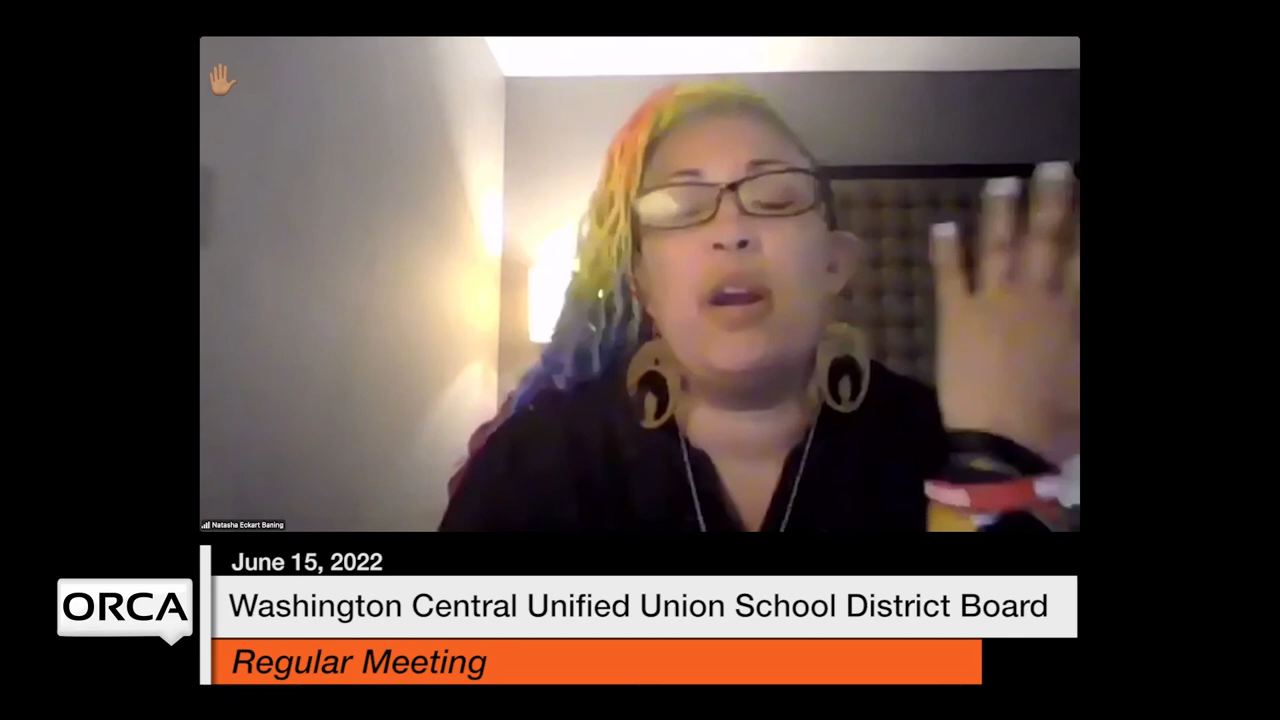 Natasha Eckart Baning
June 15, 2022
ORCA
Washington Central Unified Union School District Board
Regular Meeting